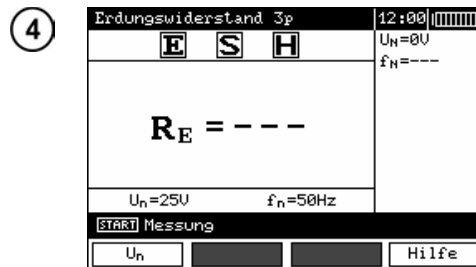 4
Erdungswiderstand 3p 12:00
E S H
U_N=0V
f_N=---
R_E = ---
U_n=25V f_n=50Hz
START Messung
U_n Hilfe